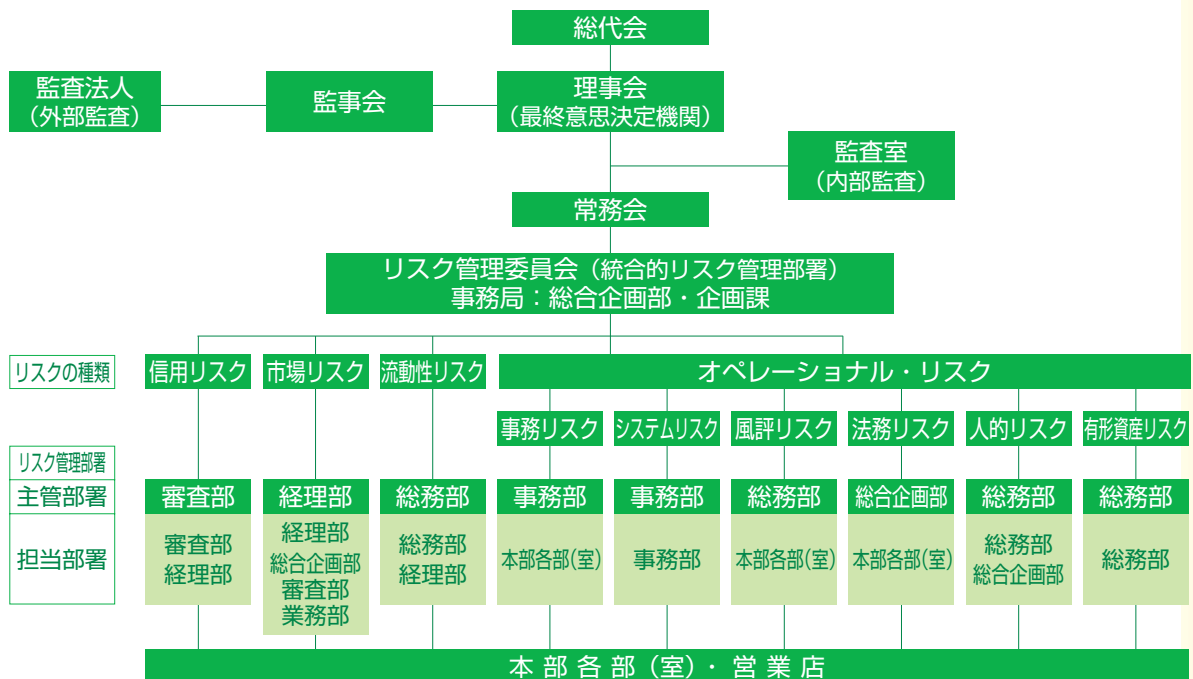 総代会
監査法人
（外部監査）
監事会
理事会
（最終意思決定機関）
監査室
（内部監査）
常務会
リスク管理委員会（統合的リスク管理部署）
事務局：総合企画部・企画課
リスクの種類
信用リスク
市場リスク
流動性リスク
オペレーショナル・リスク
事務リスク
システムリスク
風評リスク
法務リスク
人的リスク
有形資産リスク
リスク管理部署
主管部署
審査部
経理部
総務部
事務部
事務部
総務部
総合企画部
総務部
総務部
担当部署
審査部
経理部
経理部
総合企画部
審査部
業務部
総務部
経理部
本部各部(室)
事務部
本部各部(室)
本部各部(室)
総務部
総合企画部
総務部
本部各部（室）・営業店